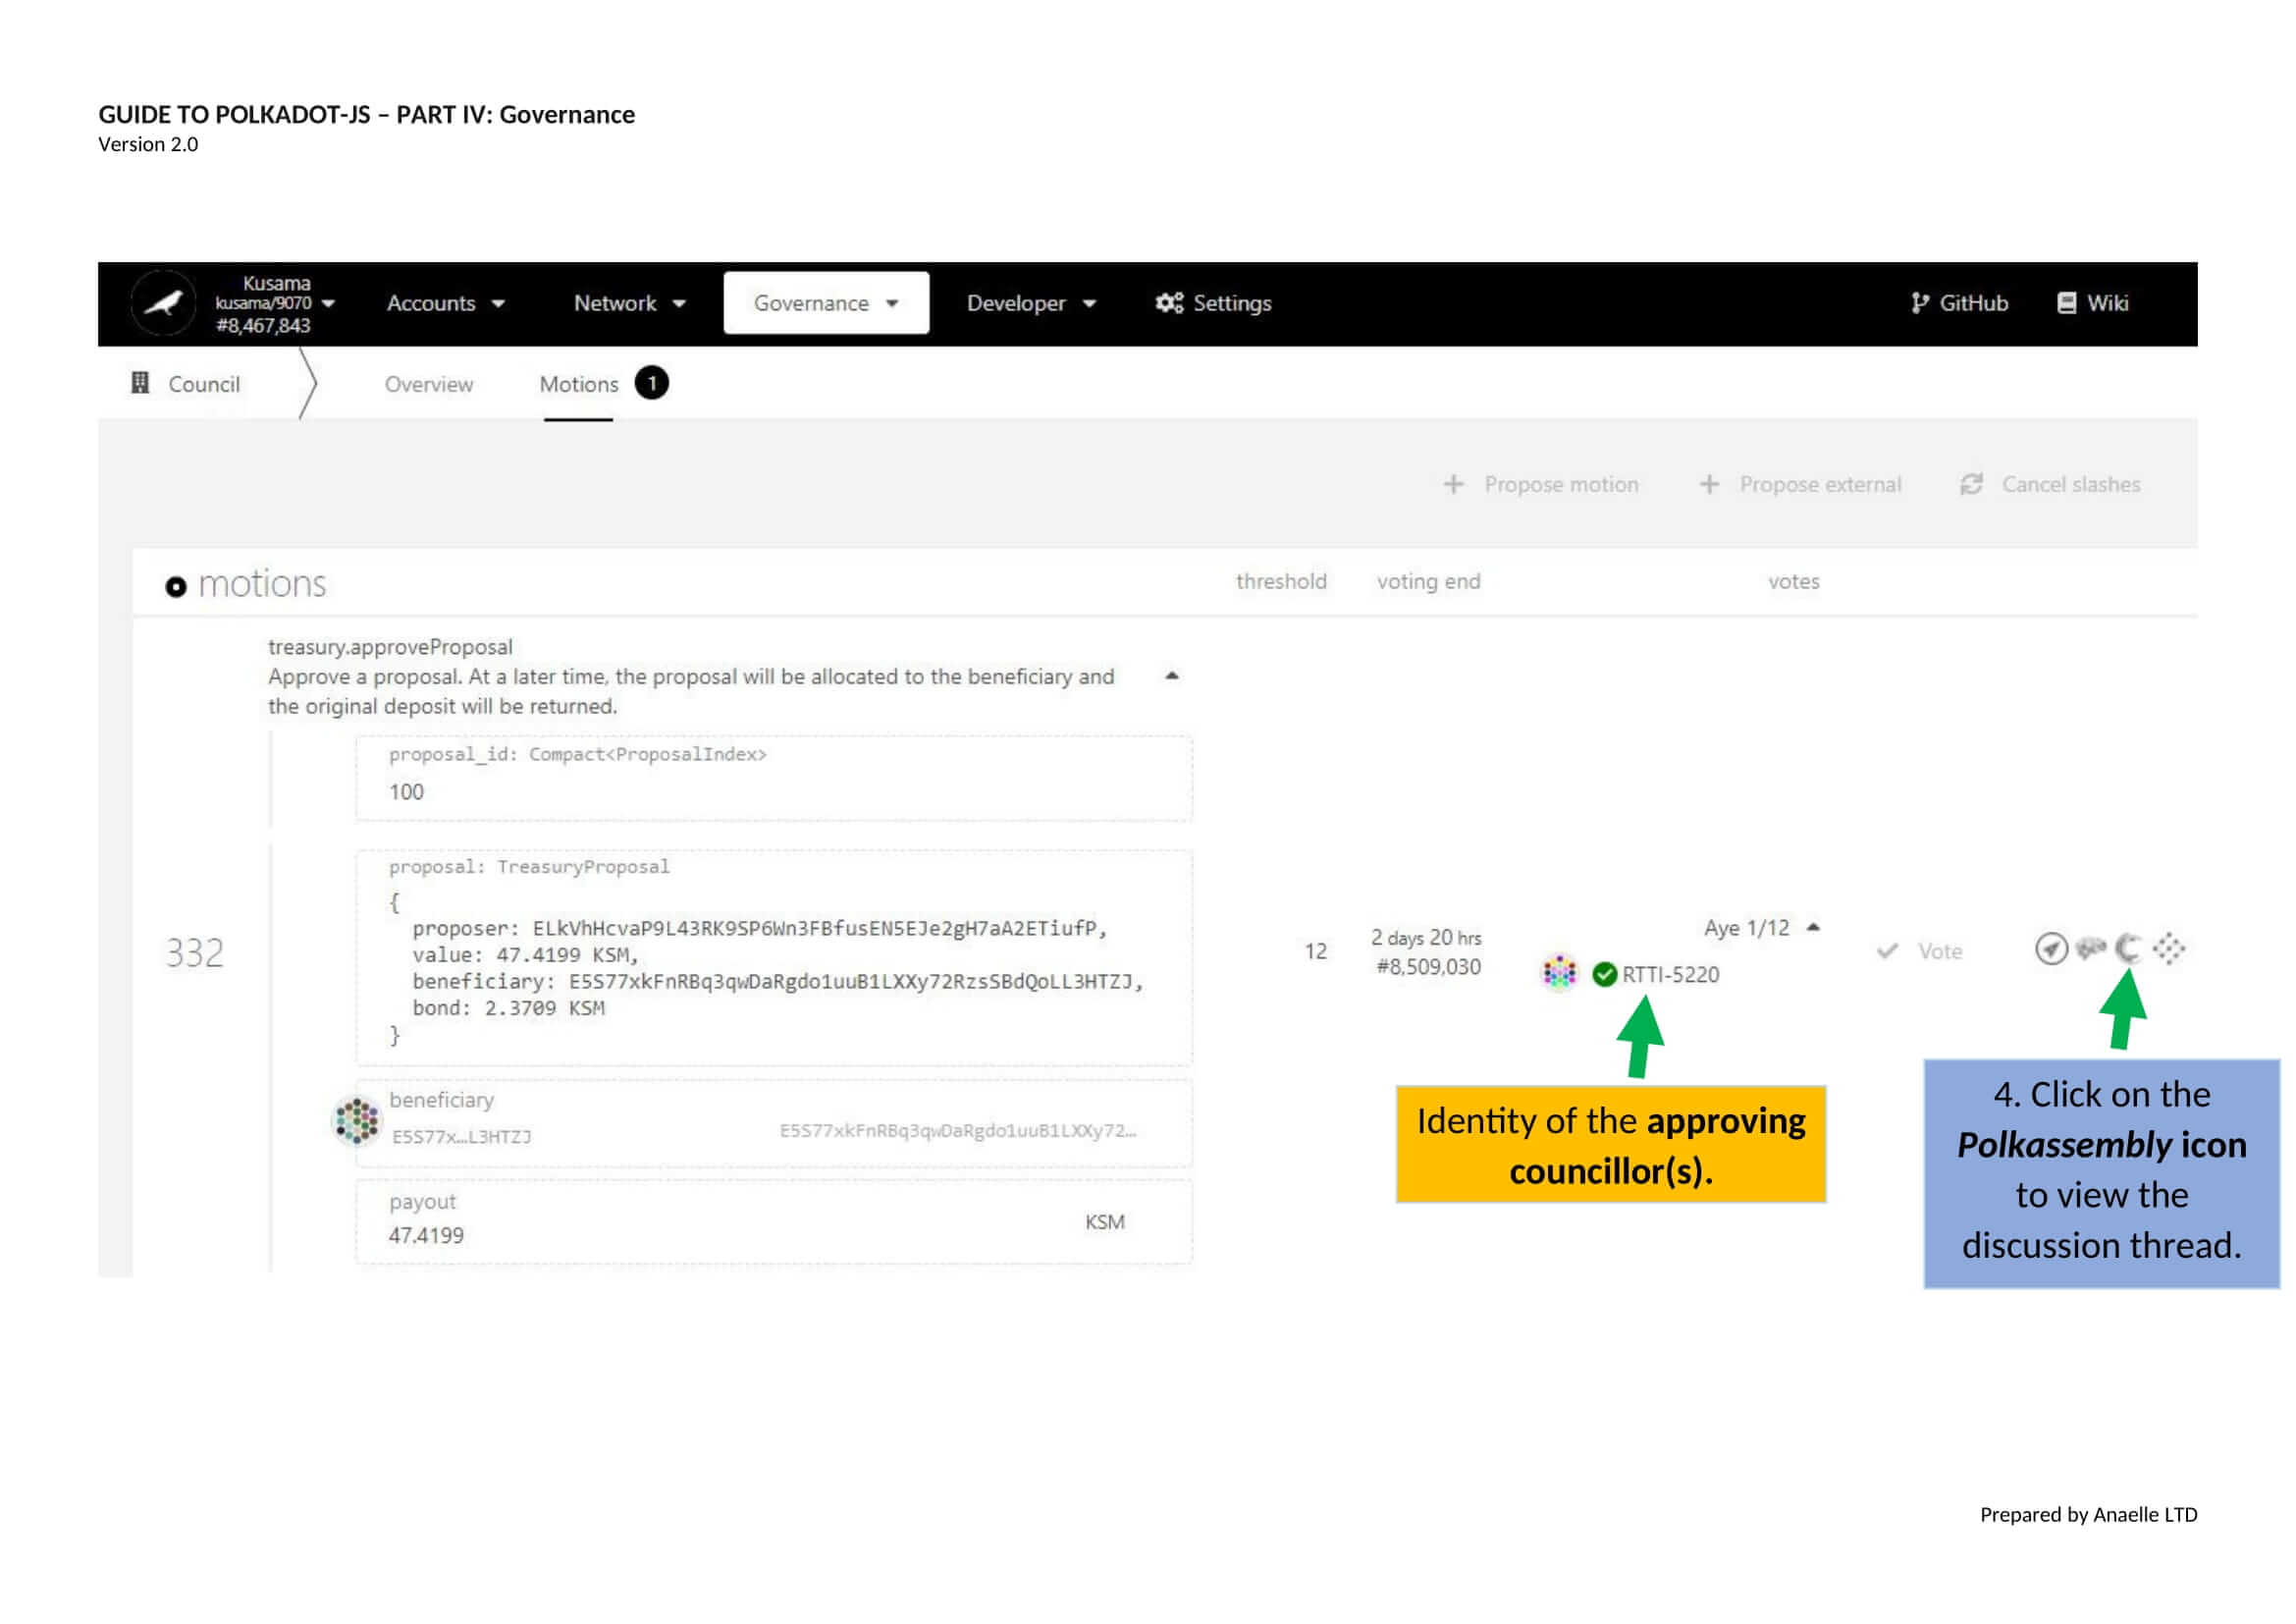 GUIDE TO POLKADOT-JS – PART IV: Governance
Version 2.0
Kusama
kusama/9070
#8,467,843
Accounts
Network
Governance
Developer
Settings
GitHub
Wiki
Council
Overview
Motions
1
Propose motion
Propose external
Cancel slashes
motions
threshold
voting end
votes
treasury.approveProposal
Approve a proposal. At a later time, the proposal will be allocated to the beneficiary and
the original deposit will be returned.
proposal_id: Compact<ProposalIndex>
100
332
proposal: TreasuryProposal
{
proposer: ELkVhHcvaP9L43RK9SP6Wn3FBfusEN5EJe2gH7aA2ETiufP,
value: 47.4199 KSM,
beneficiary: E5S77xkFnRBq3qwDaRgdo1uuB1LXXy72RzsSBdQoLL3HTZJ,
bond: 2.3709 KSM
}
12
2 days 20 hrs
#8,509,030
Aye 1/12
RTTI-5220
Vote
beneficiary
E5S77x...L3HTZJ
E5S77xkFnRBq3qwDaRgdo1uuB1LXXy72...
payout
47.4199
KSM
Identity of the approving
councillor(s).
4. Click on the
Polkassembly icon
to view the
discussion thread.
Prepared by Anaelle LTD